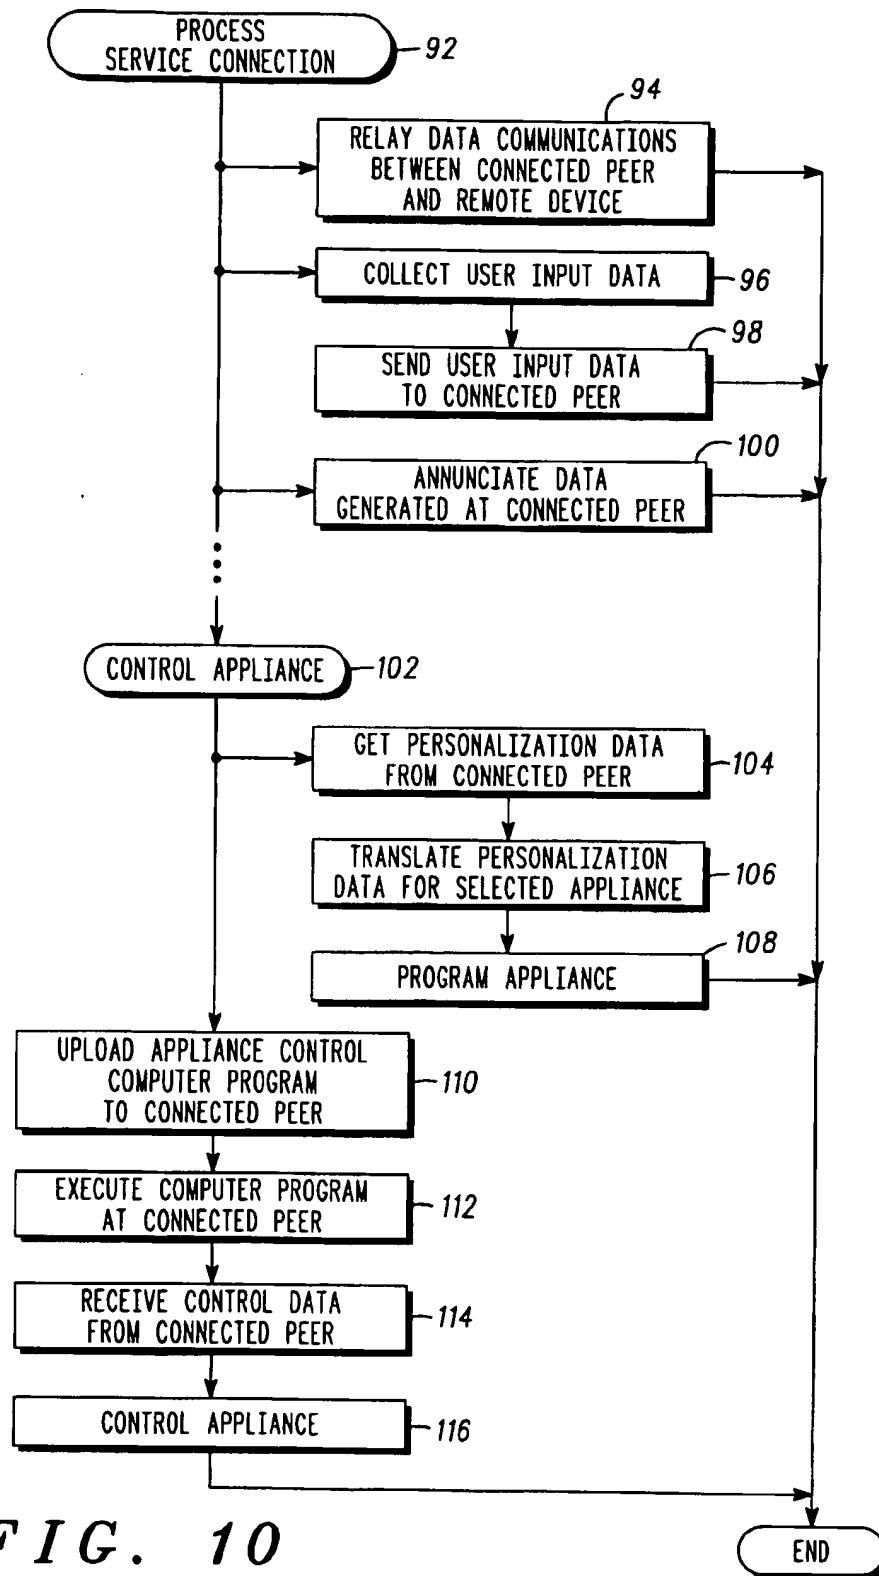 PROCESS
SERVICE CONNECTION
92
94
RELAY DATA COMMUNICATIONS
BETWEEN CONNECTED PEER
AND REMOTE DEVICE
COLLECT USER INPUT DATA
96
98
SEND USER INPUT DATA
TO CONNECTED PEER
100
ANNUNCIATE DATA
GENERATED AT CONNECTED PEER
CONTROL APPLIANCE
102
GET PERSONALIZATION DATA
FROM CONNECTED PEER
104
TRANSLATE PERSONALIZATION
DATA FOR SELECTED APPLIANCE
106
108
PROGRAM APPLIANCE
UPLOAD APPLIANCE CONTROL
COMPUTER PROGRAM
TO CONNECTED PEER
110
EXECUTE COMPUTER PROGRAM
AT CONNECTED PEER
112
RECEIVE CONTROL DATA
FROM CONNECTED PEER
114
CONTROL APPLIANCE
116
FIG. 10
END